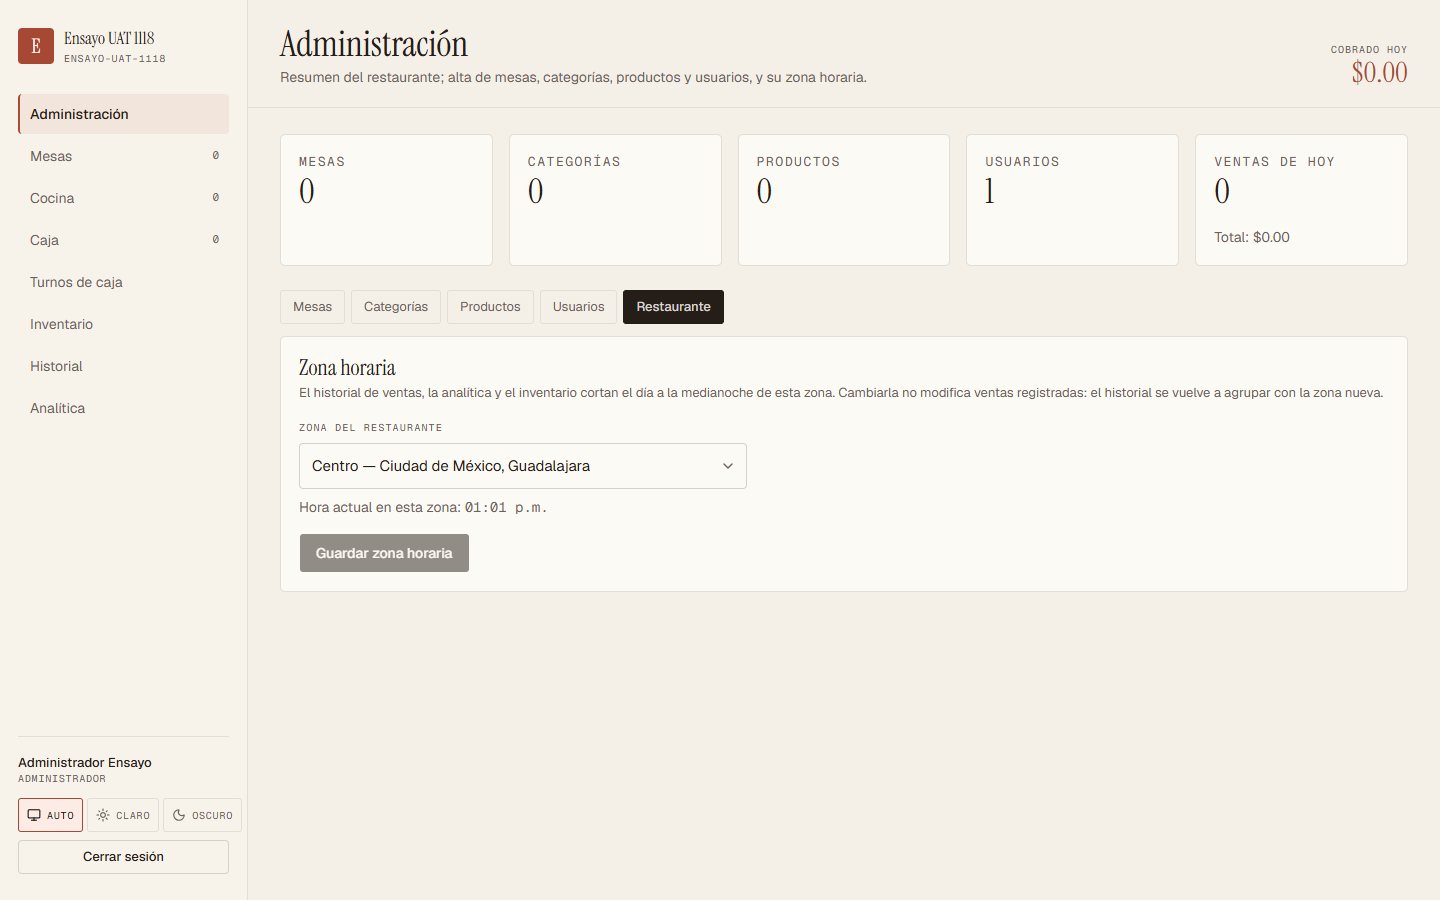 E
Ensayo UAT 1118
ENSAYO-UAT-1118
Administración
Mesas 0
Cocina 0
Caja 0
Turnos de caja
Inventario
Historial
Analítica
Administrador Ensayo
ADMINISTRADOR
AUTO CLARO OSCURO
Cerrar sesión
Administración
Resumen del restaurante; alta de mesas, categorías, productos y usuarios, y su zona horaria.
COBRADO HOY
$0.00
MESAS
0
CATEGORÍAS
0
PRODUCTOS
0
USUARIOS
1
VENTAS DE HOY
0
Total: $0.00
Mesas Categorías Productos Usuarios Restaurante
Zona horaria
El historial de ventas, la analítica y el inventario cortan el día a la medianoche de esta zona. Cambiarla no modifica ventas registradas: el historial se vuelve a agrupar con la zona nueva.
ZONA DEL RESTAURANTE
Centro — Ciudad de México, Guadalajara
Hora actual en esta zona: 01:01 p.m.
Guardar zona horaria